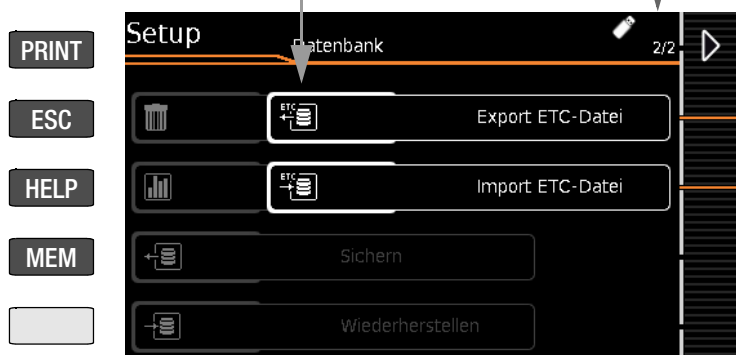 Setup
Datenbank
2/2
PRINT
ESC
HELP
MEM
ETC
Export ETC-Datei
ETC
Import ETC-Datei
Sichern
Wiederherstellen